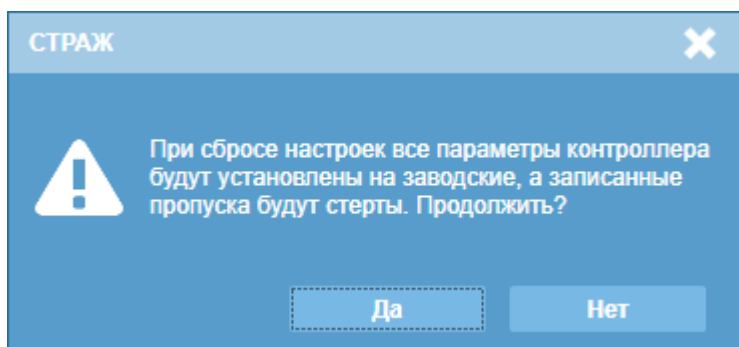 СТРАЖ
При сбросе настроек все параметры контроллера
будут установлены на заводские, а записанные
пропуска будут стерты. Продолжить?
Да
Нет